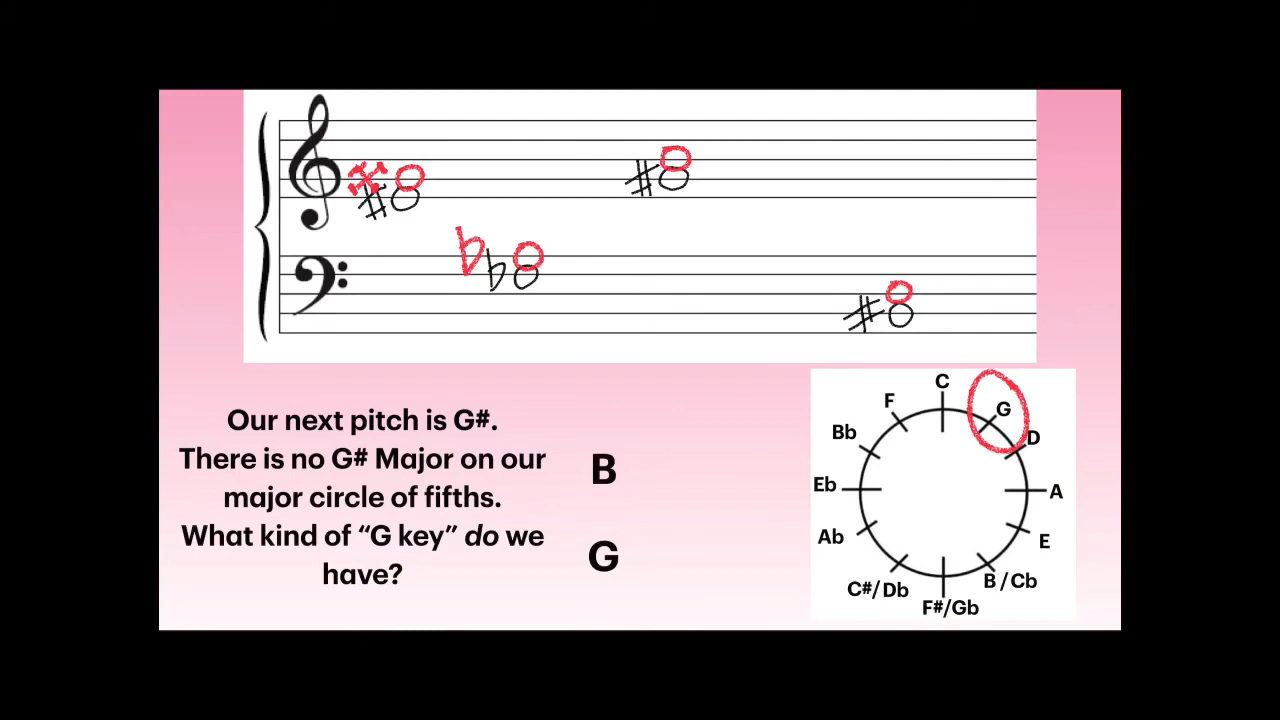 Our next pitch is G#.
There is no G# Major on our
major circle of fifths.
What kind of “G key” do we
have?
B
G
C
G
D
A
E
B / Cb
F#/Gb
C#/Db
Ab
Eb
Bb
F